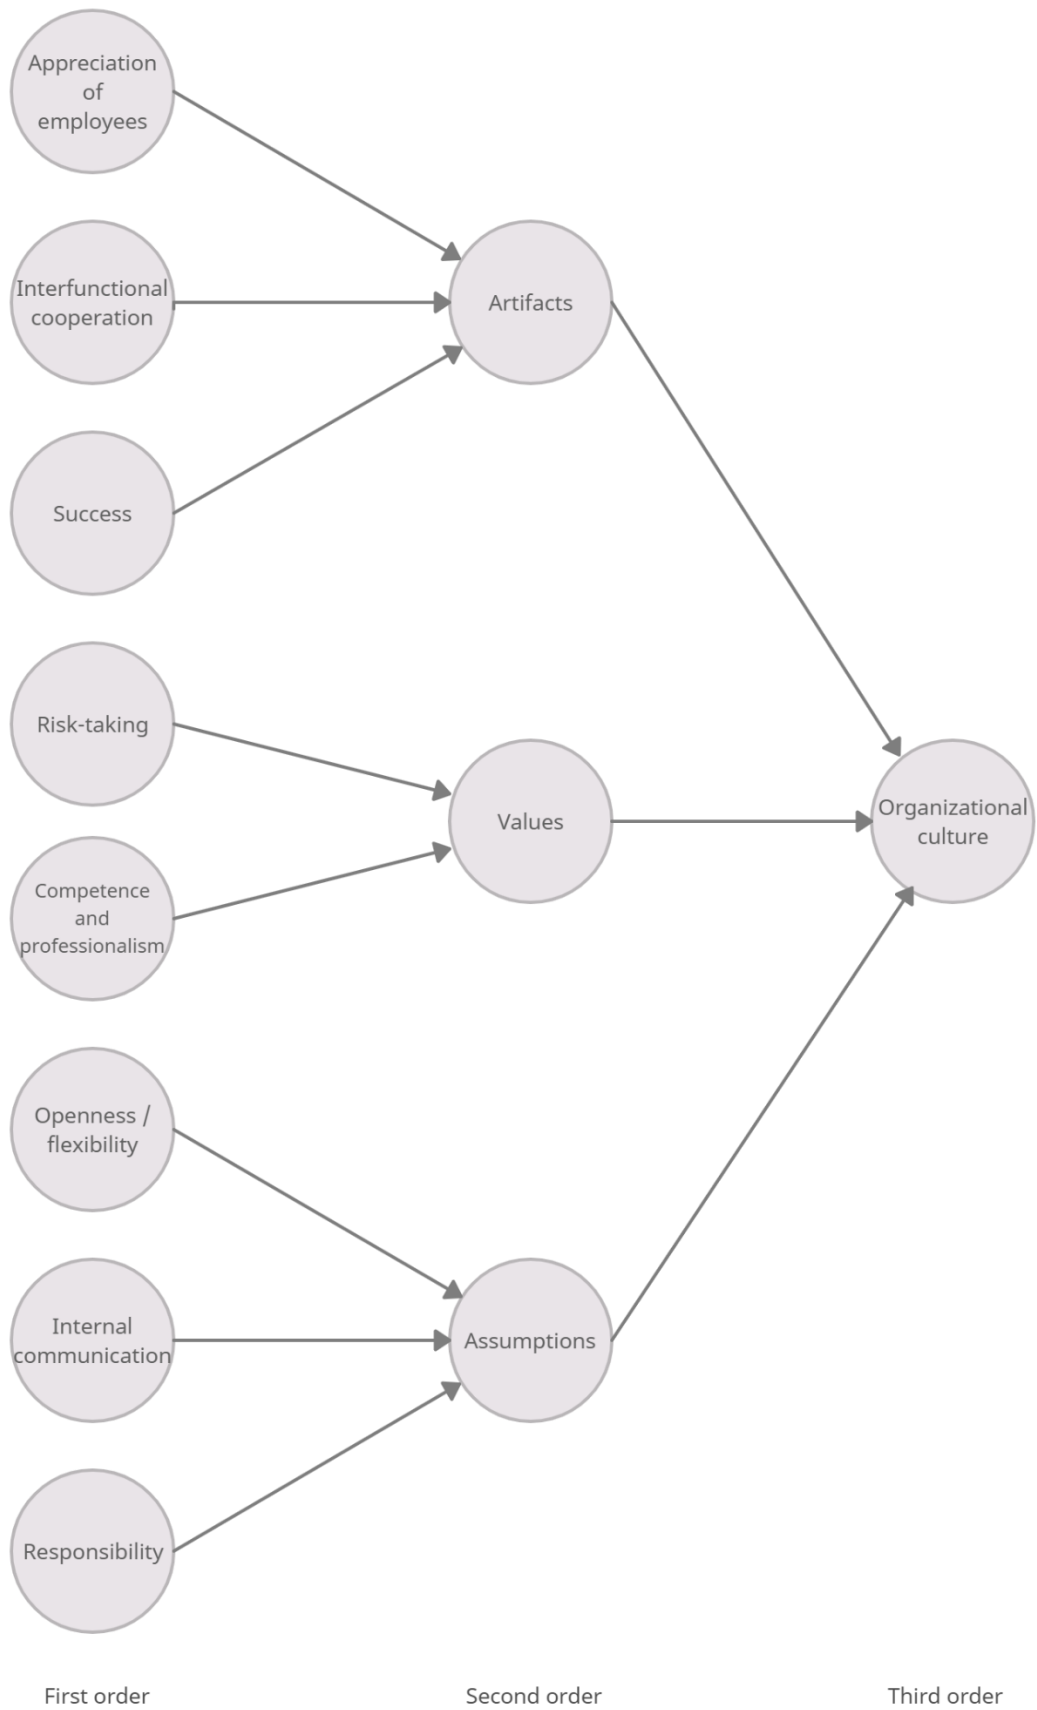 Appreciation
of
employees
Interfunctional
cooperation
Artifacts
Success
Risk-taking
Values
Organizational
culture
Competence
and
professionalism
Openness /
flexibility
Internal
communication
Assumptions
Responsibility
First order
Second order
Third order